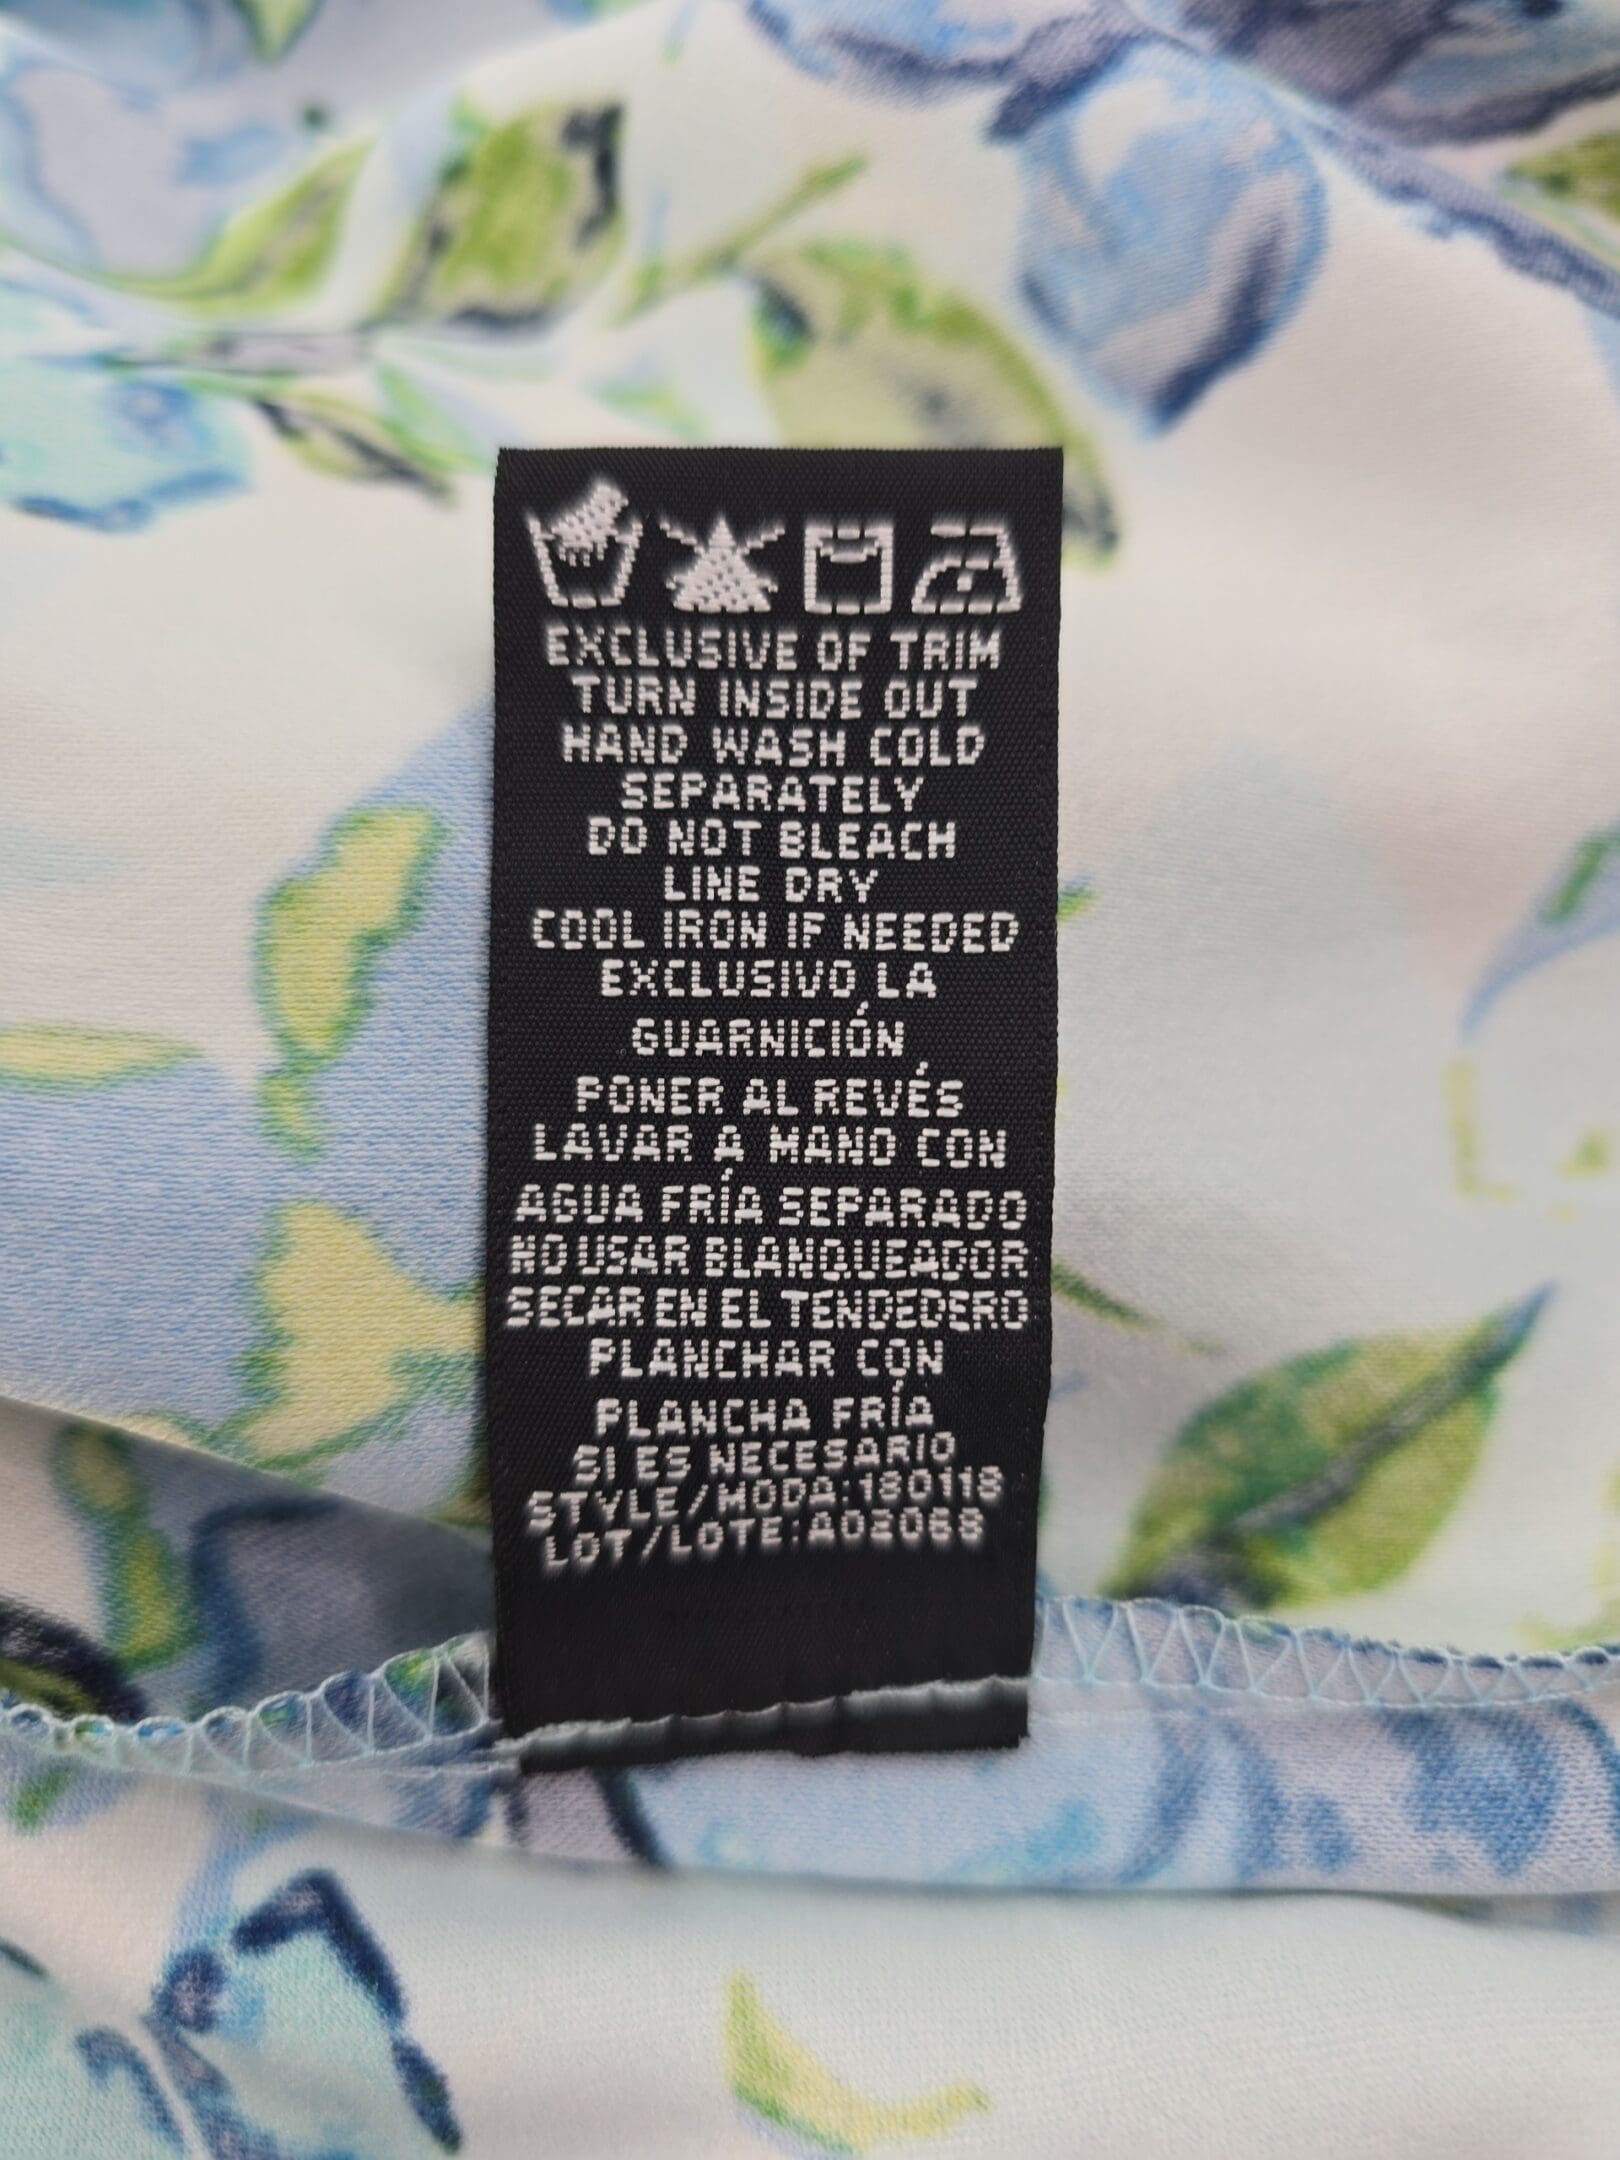 EXCLUSIVE OF TRIM
TURN INSIDE OUT
HAND WASH COLD
SEPARATELY
DO NOT BLEACH
LINE DRY
COOL IRON IF NEEDED
EXCLUSIVO LA
GUARNICIÓN
PONER AL REVÉS
LAVAR A MANO CON
AGUA FRÍA SEPARADO
NO USAR BLANQUEADOR
SECAR EN EL TENDEDERO
PLANCHAR CON
PLANCHA FRÍA
SI ES NECESARIO
STYLE/MODA:180118
LOT/LOTE:A02068